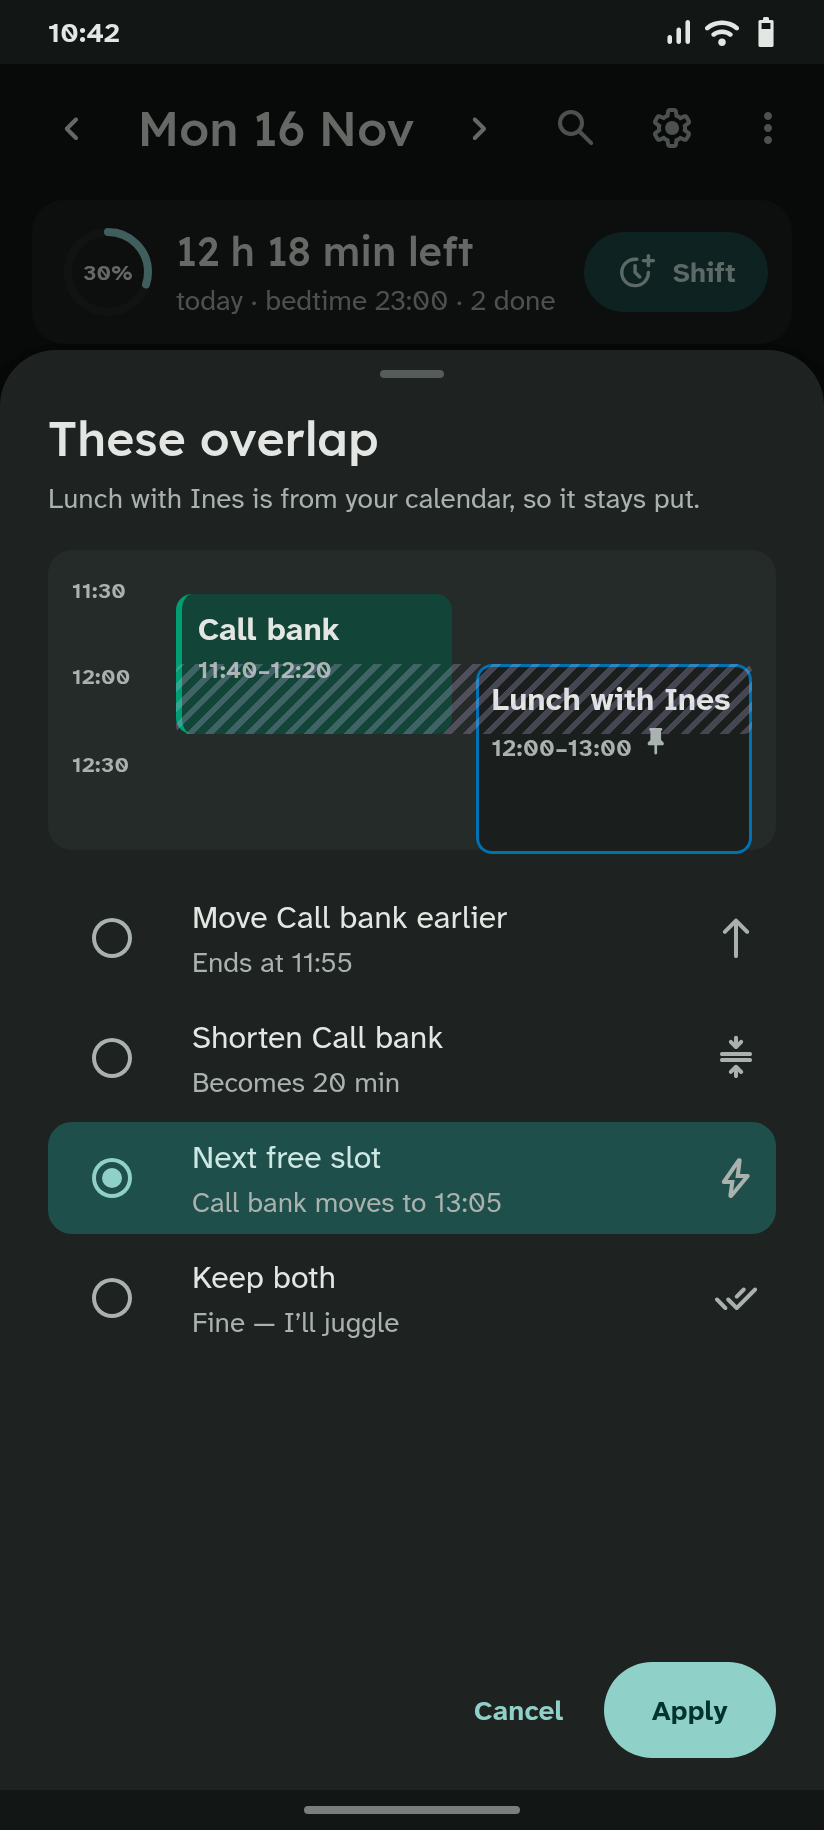 10:42
Mon 16 Nov
30%
12 h 18 min left
today · bedtime 23:00 · 2 done
Shift
These overlap
Lunch with Ines is from your calendar, so it stays put.
11:30
Call bank
11:40–12:20
12:00
Lunch with Ines
12:00–13:00
12:30
Move Call bank earlier
Ends at 11:55
Shorten Call bank
Becomes 20 min
Next free slot
Call bank moves to 13:05
Keep both
Fine — I’ll juggle
Cancel
Apply